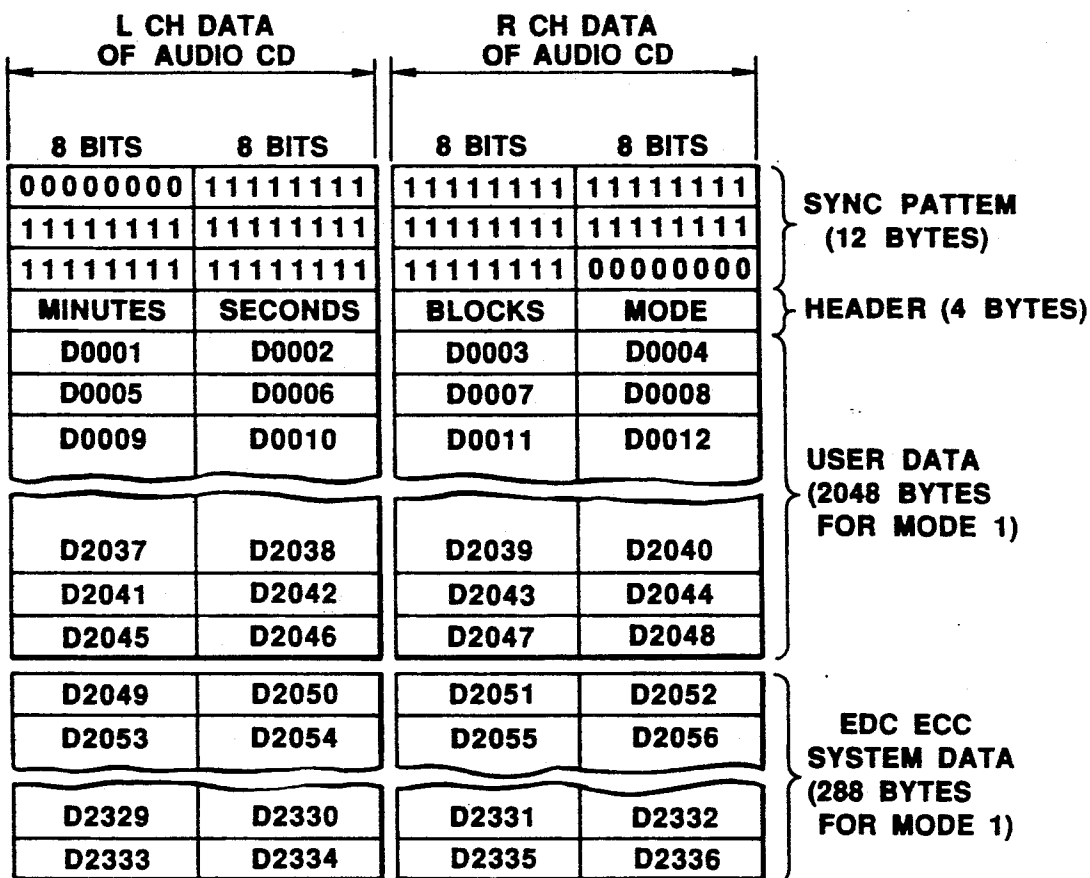 L CH DATA
OF AUDIO CD
R CH DATA
OF AUDIO CD
8 BITS 8 BITS 8 BITS 8 BITS
00000000 11111111 11111111 11111111
11111111 11111111 11111111 11111111
11111111 11111111 11111111 00000000
SYNC PATTEM
(12 BYTES)
MINUTES SECONDS BLOCKS MODE
HEADER (4 BYTES)
D0001 D0002 D0003 D0004
D0005 D0006 D0007 D0008
D0009 D0010 D0011 D0012
D2037 D2038 D2039 D2040
D2041 D2042 D2043 D2044
D2045 D2046 D2047 D2048
USER DATA
(2048 BYTES
FOR MODE 1)
D2049 D2050 D2051 D2052
D2053 D2054 D2055 D2056
D2329 D2330 D2331 D2332
D2333 D2334 D2335 D2336
EDC ECC
SYSTEM DATA
(288 BYTES
FOR MODE 1)